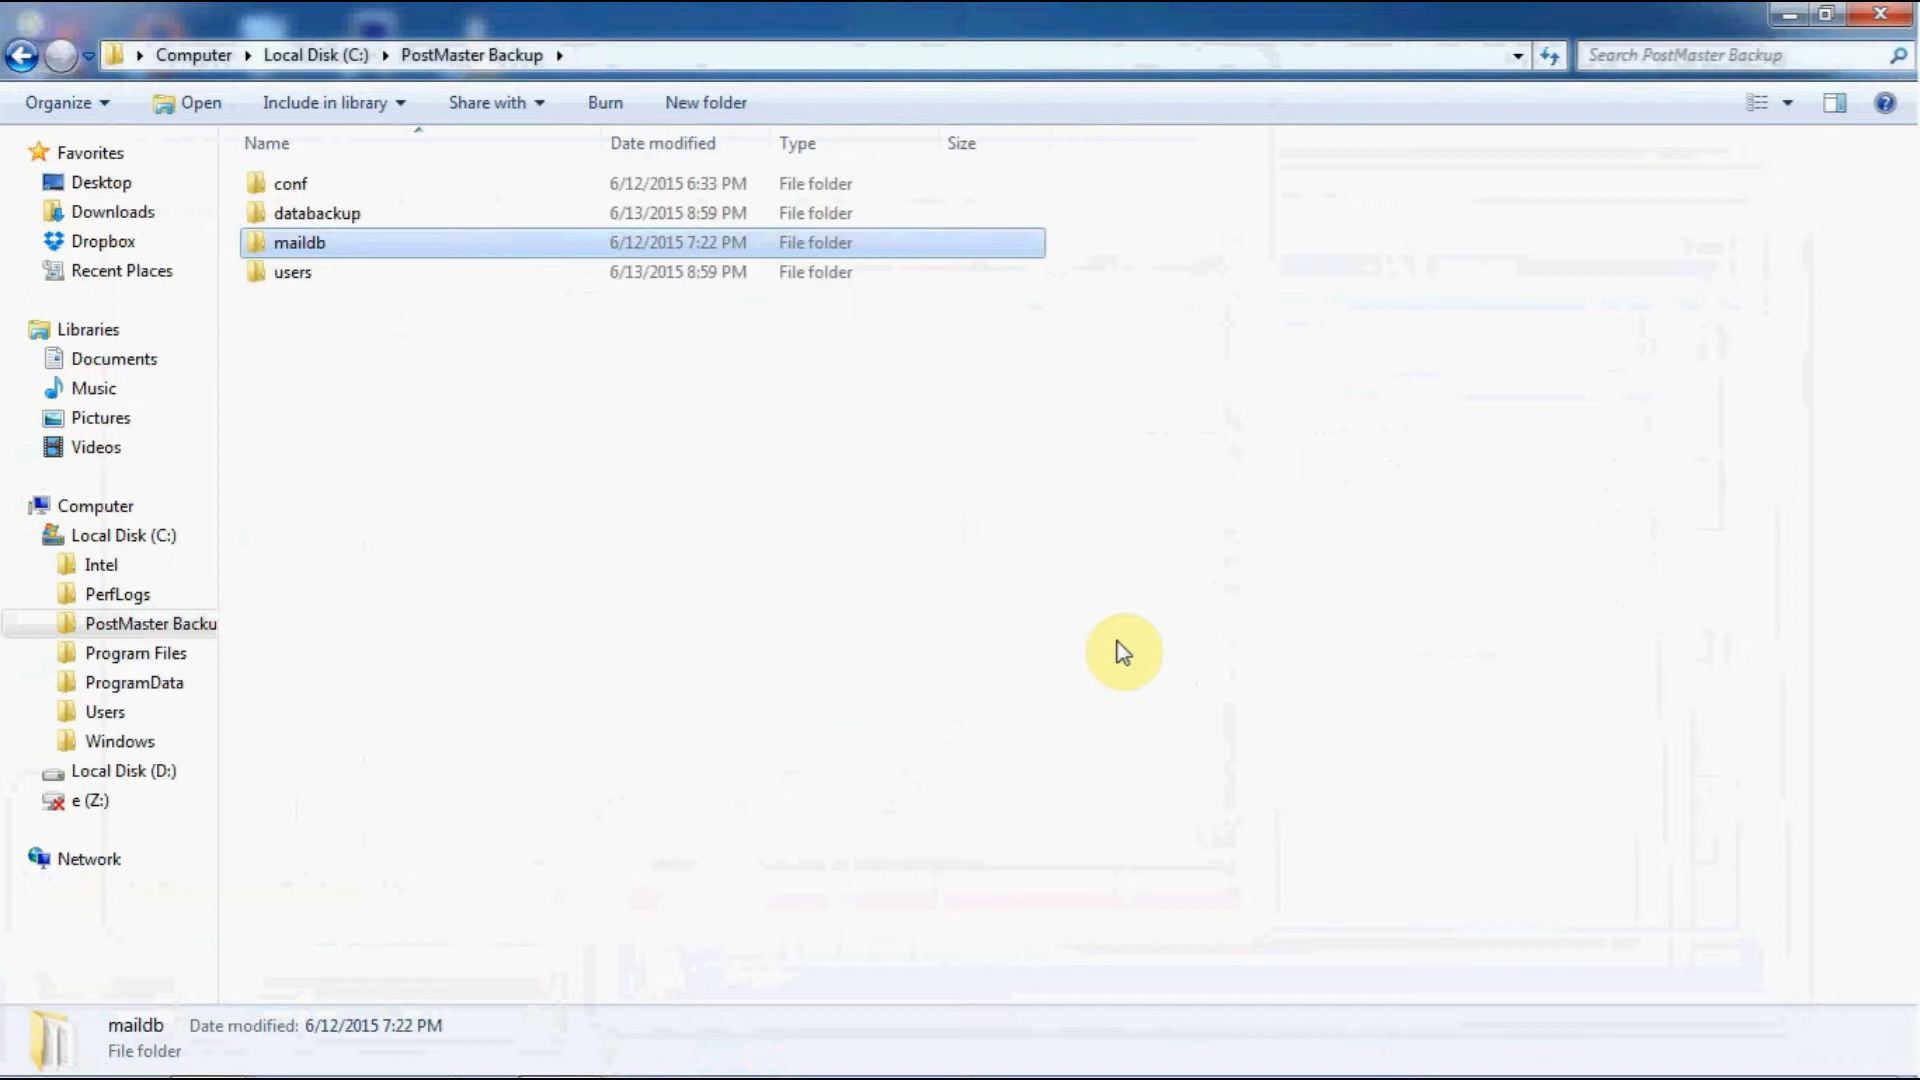 Computer Local Disk (C:) PostMaster Backup Search PostMaster Backup
Organize Open Include in library Share with Burn New folder
Name Date modified Type Size
conf 6/12/2015 6:33 PM File folder
databackup 6/13/2015 8:59 PM File folder
maildb 6/12/2015 7:22 PM File folder
users 6/13/2015 8:59 PM File folder
Favorites
Desktop
Downloads
Dropbox
Recent Places
Libraries
Documents
Music
Pictures
Videos
Computer
Local Disk (C:)
Intel
PerfLogs
PostMaster Backu
Program Files
ProgramData
Users
Windows
Local Disk (D:)
e (Z:)
Network
maildb Date modified: 6/12/2015 7:22 PM
File folder